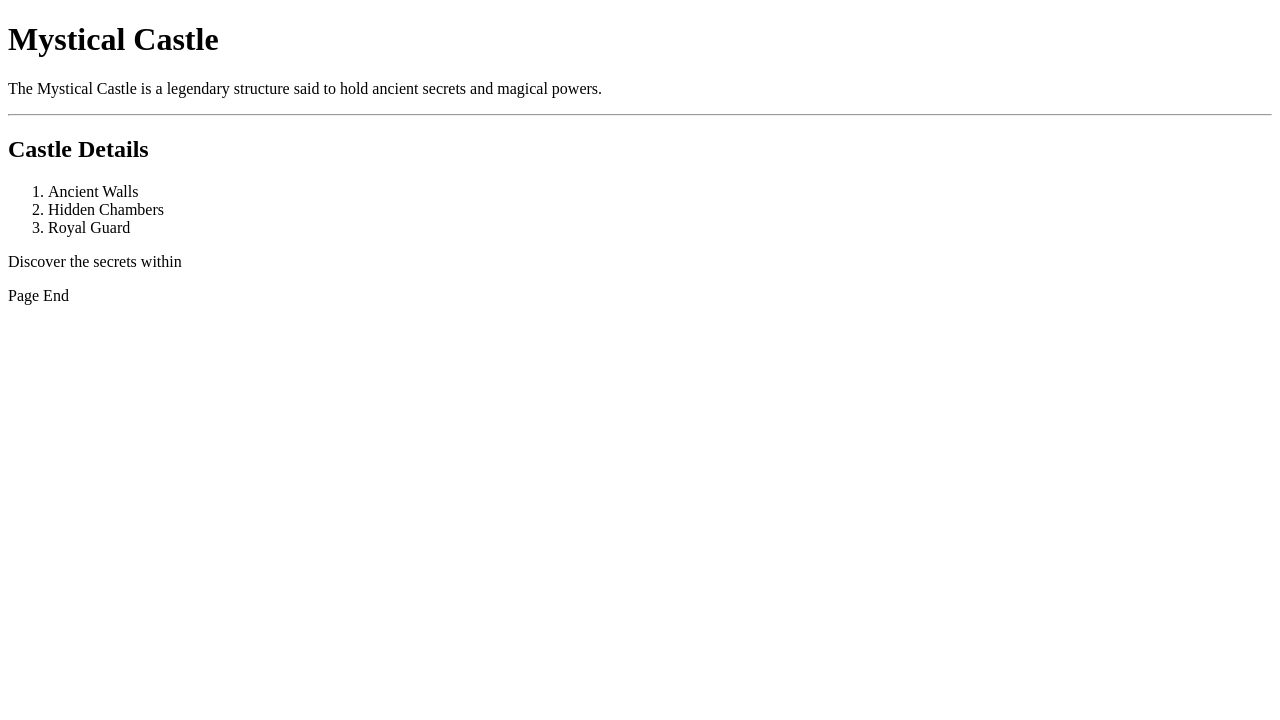 Mystical Castle
The Mystical Castle is a legendary structure said to hold ancient secrets and magical powers.
Castle Details
1. Ancient Walls
2. Hidden Chambers
3. Royal Guard
Discover the secrets within
Page End